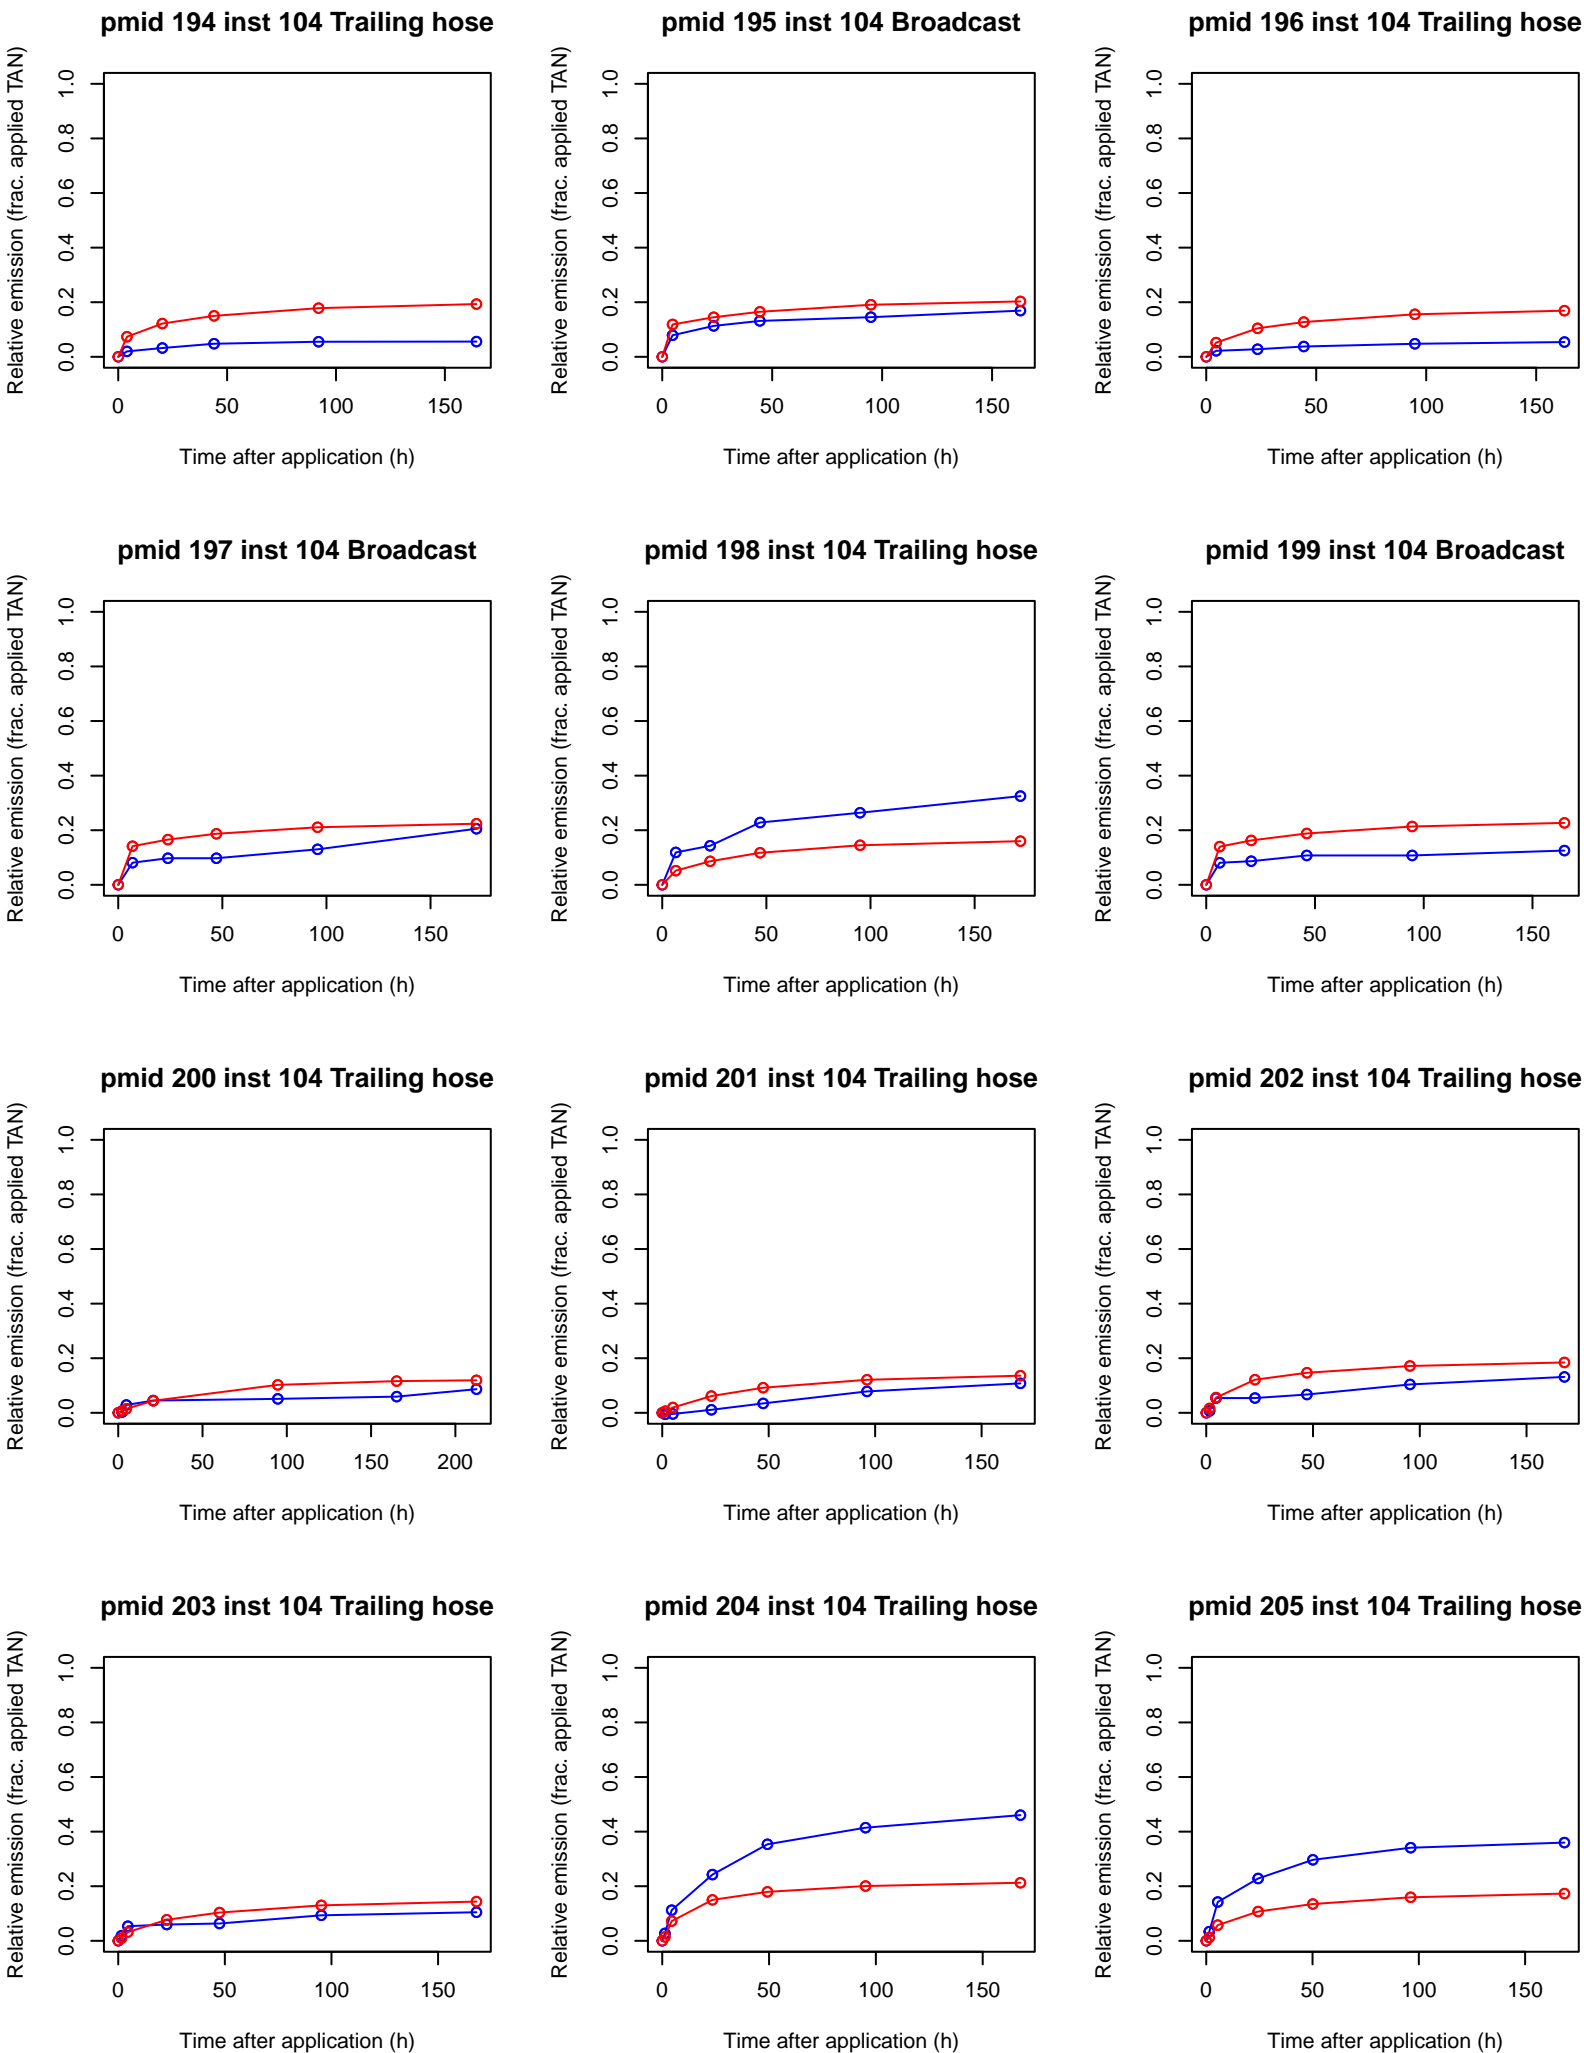 pmid 194 inst 104 Trailing hose
Relative emission (frac. applied TAN)
0.0 0.2 0.4 0.6 0.8 1.0
0 50 100 150
Time after application (h)
pmid 195 inst 104 Broadcast
Relative emission (frac. applied TAN)
0.0 0.2 0.4 0.6 0.8 1.0
0 50 100 150
Time after application (h)
pmid 196 inst 104 Trailing hose
Relative emission (frac. applied TAN)
0.0 0.2 0.4 0.6 0.8 1.0
0 50 100 150
Time after application (h)
pmid 197 inst 104 Broadcast
Relative emission (frac. applied TAN)
0.0 0.2 0.4 0.6 0.8 1.0
0 50 100 150
Time after application (h)
pmid 198 inst 104 Trailing hose
Relative emission (frac. applied TAN)
0.0 0.2 0.4 0.6 0.8 1.0
0 50 100 150
Time after application (h)
pmid 199 inst 104 Broadcast
Relative emission (frac. applied TAN)
0.0 0.2 0.4 0.6 0.8 1.0
0 50 100 150
Time after application (h)
pmid 200 inst 104 Trailing hose
Relative emission (frac. applied TAN)
0.0 0.2 0.4 0.6 0.8 1.0
0 50 100 150 200
Time after application (h)
pmid 201 inst 104 Trailing hose
Relative emission (frac. applied TAN)
0.0 0.2 0.4 0.6 0.8 1.0
0 50 100 150
Time after application (h)
pmid 202 inst 104 Trailing hose
Relative emission (frac. applied TAN)
0.0 0.2 0.4 0.6 0.8 1.0
0 50 100 150
Time after application (h)
pmid 203 inst 104 Trailing hose
Relative emission (frac. applied TAN)
0.0 0.2 0.4 0.6 0.8 1.0
0 50 100 150
Time after application (h)
pmid 204 inst 104 Trailing hose
Relative emission (frac. applied TAN)
0.0 0.2 0.4 0.6 0.8 1.0
0 50 100 150
Time after application (h)
pmid 205 inst 104 Trailing hose
Relative emission (frac. applied TAN)
0.0 0.2 0.4 0.6 0.8 1.0
0 50 100 150
Time after application (h)